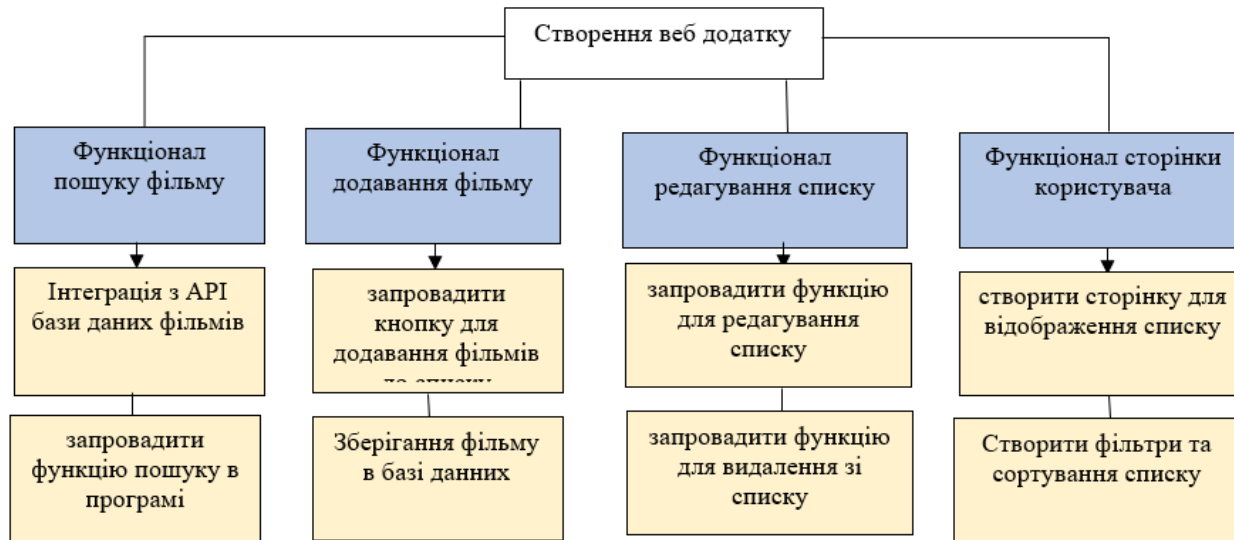 Створення веб додатку
Функціонал
пошуку фільму
Функціонал
додавання фільму
Функціонал
редагування списку
Функціонал сторінки
користувача
Інтеграція з API
бази даних фільмів
запровадити
кнопку для
додавання фільмів
до списку
запровадити функцію
для редагування
списку
створити сторінку для
відображення списку
запровадити
функцію пошуку в
програмі
Зберігання фільму
в базі данних
запровадити функцію
для видалення зі
списку
Створити фільтри та
сортування списку